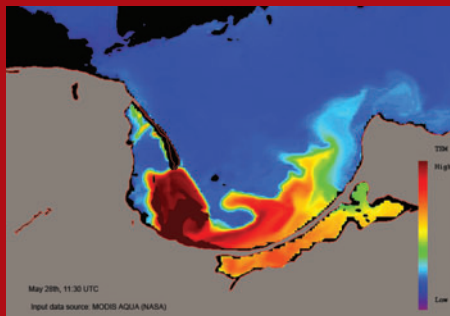 TSM
High
Low
May 28th, 11:30 UTC
Input data source: MODIS AQUA (NASA)